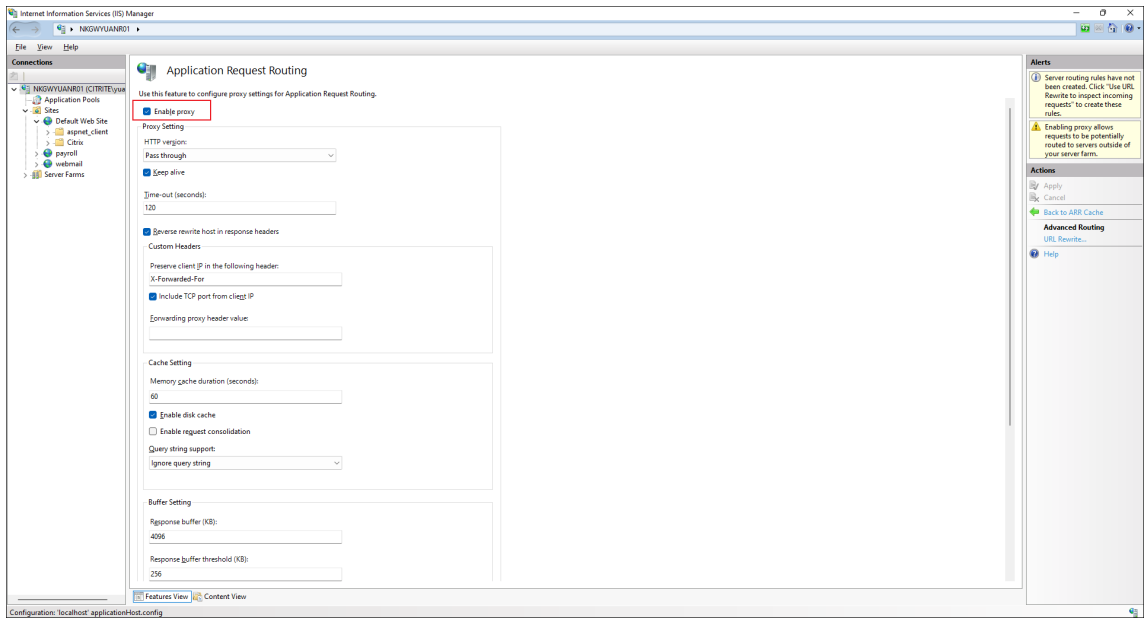 Internet Information Services (IIS) Manager
NKGWYUANR01
File View Help
Connections
NKGWYUANR01 (CITRITE\yua
Application Pools
Sites
Default Web Site
aspnet_client
Citrix
payroll
webmail
Server Farms
Application Request Routing
Use this feature to configure proxy settings for Application Request Routing.
Enable proxy
Proxy Setting
HTTP version:
Pass through
Keep alive
Time-out (seconds):
120
Reverse rewrite host in response headers
Custom Headers
Preserve client IP in the following header:
X-Forwarded-For
Include TCP port from client IP
Forwarding proxy header value:
Cache Setting
Memory cache duration (seconds):
60
Enable disk cache
Enable request consolidation
Query string support:
Ignore query string
Buffer Setting
Response buffer (KB):
4096
Response buffer threshold (KB):
256
Features View Content View
Alerts
Server routing rules have not
been created. Click "Use URL
Rewrite to inspect incoming
requests" to create these
rules.
Enabling proxy allows
requests to be potentially
routed to servers outside of
your server farm.
Actions
Apply
Cancel
Back to ARR Cache
Advanced Routing
URL Rewrite...
Help
Configuration: 'localhost' applicationHost.config